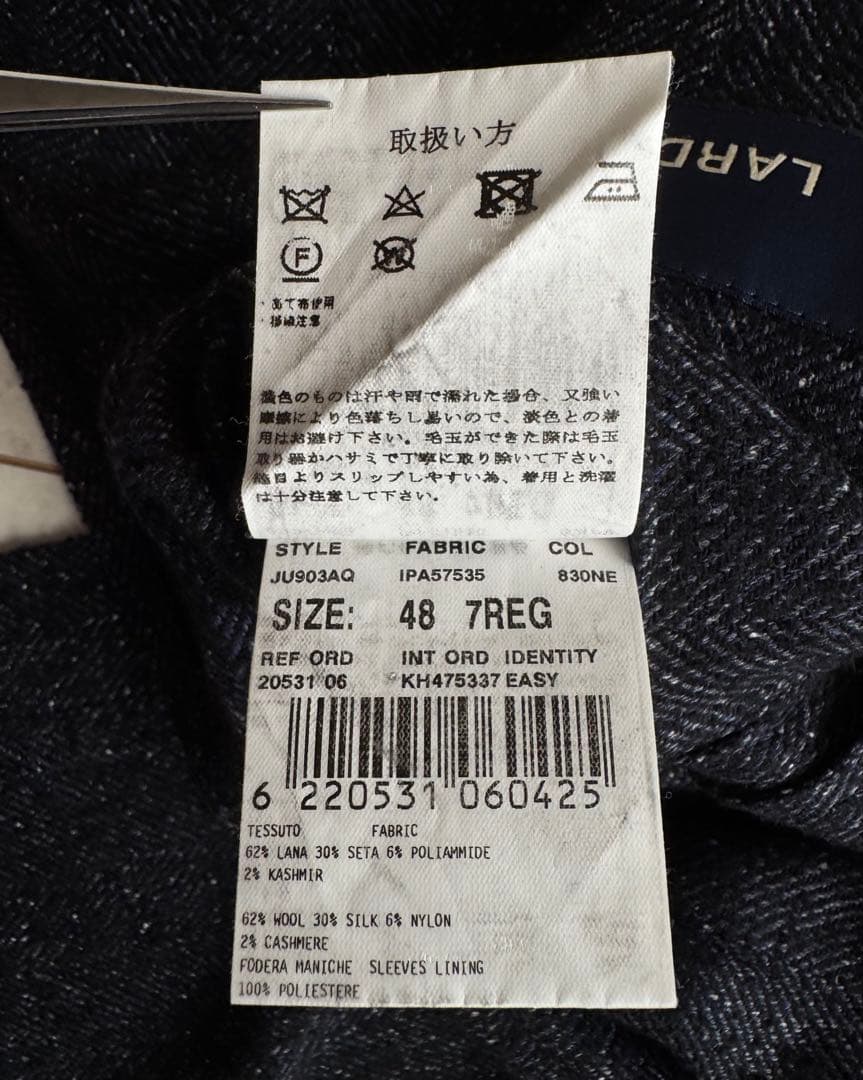 取扱い方
LARD
F
W
・あて布使用
・損傷注意
淡色のものは汗や雨で濡れた場合、又強い
摩擦により色落ちし易いので、淡色との着
用はお避け下さい。毛玉ができた際は毛玉
取り器かハサミで丁寧に取り除いて下さい。
縫目よりスリップしやすい為、着用と洗濯
は十分注意して下さい。
STYLE FABRIC COL
JU903AQ IPA57535 830NE
SIZE: 48 7REG
REF ORD INT ORD IDENTITY
20531 06 KH475337 EASY
6 220531 060425
TESSUTO FABRIC
62% LANA 30% SETA 6% POLIAMMIDE
2% KASHMIR
62% WOOL 30% SILK 6% NYLON
2% CASHMERE
FODERA MANICHE SLEEVES LINING
100% POLIESTERE